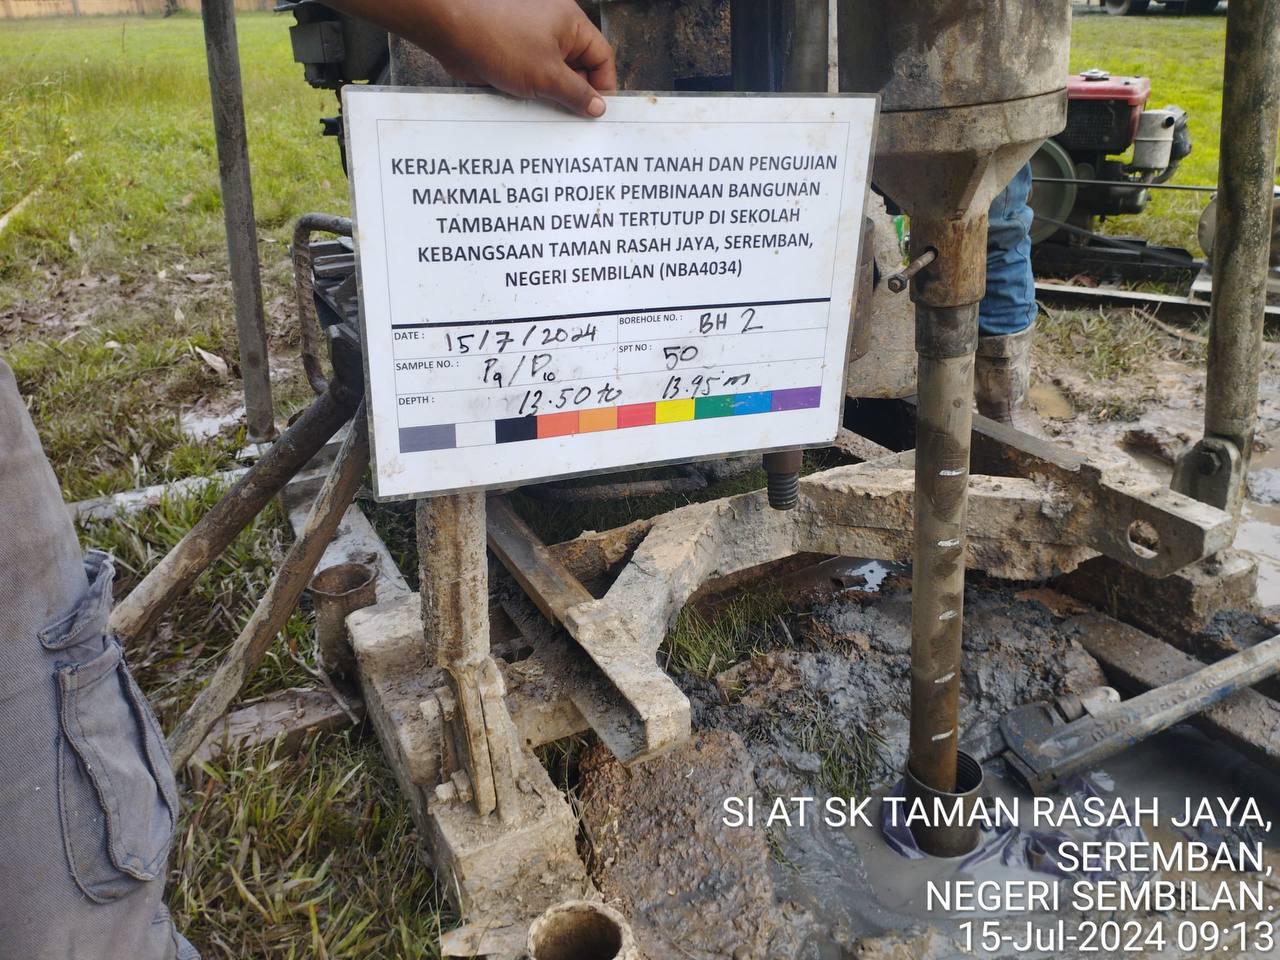 KERJA-KERJA PENYIASATAN TANAH DAN PENGUJIAN
MAKMAL BAGI PROJEK PEMBINAAN BANGUNAN
TAMBAHAN DEWAN TERTUTUP DI SEKOLAH
KEBANGSAAN TAMAN RASAH JAYA, SEREMBAN,
NEGERI SEMBILAN (NBA4034)
DATE : 15/7/2024 BOREHOLE NO. : BH 2
SAMPLE NO. : P9/D10 SPT NO : 50
DEPTH : 13.50 to 13.95 m
SI AT SK TAMAN RASAH JAYA,
SEREMBAN,
NEGERI SEMBILAN.
15-Jul-2024 09:13